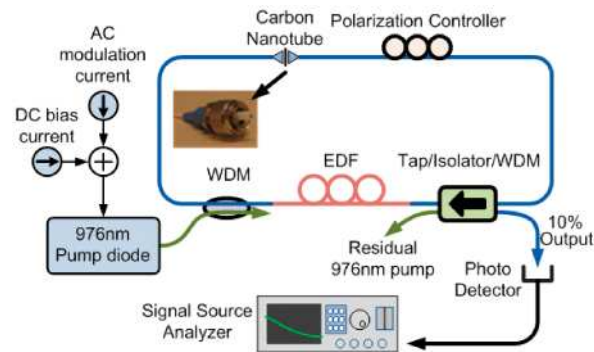 AC
modulation
current
DC bias
current
976nm
Pump diode
Carbon
Nanotube
Polarization Controller
WDM
EDF
Tap/Isolator/WDM
Residual
976nm pump
10%
Output
Photo
Detector
Signal Source
Analyzer